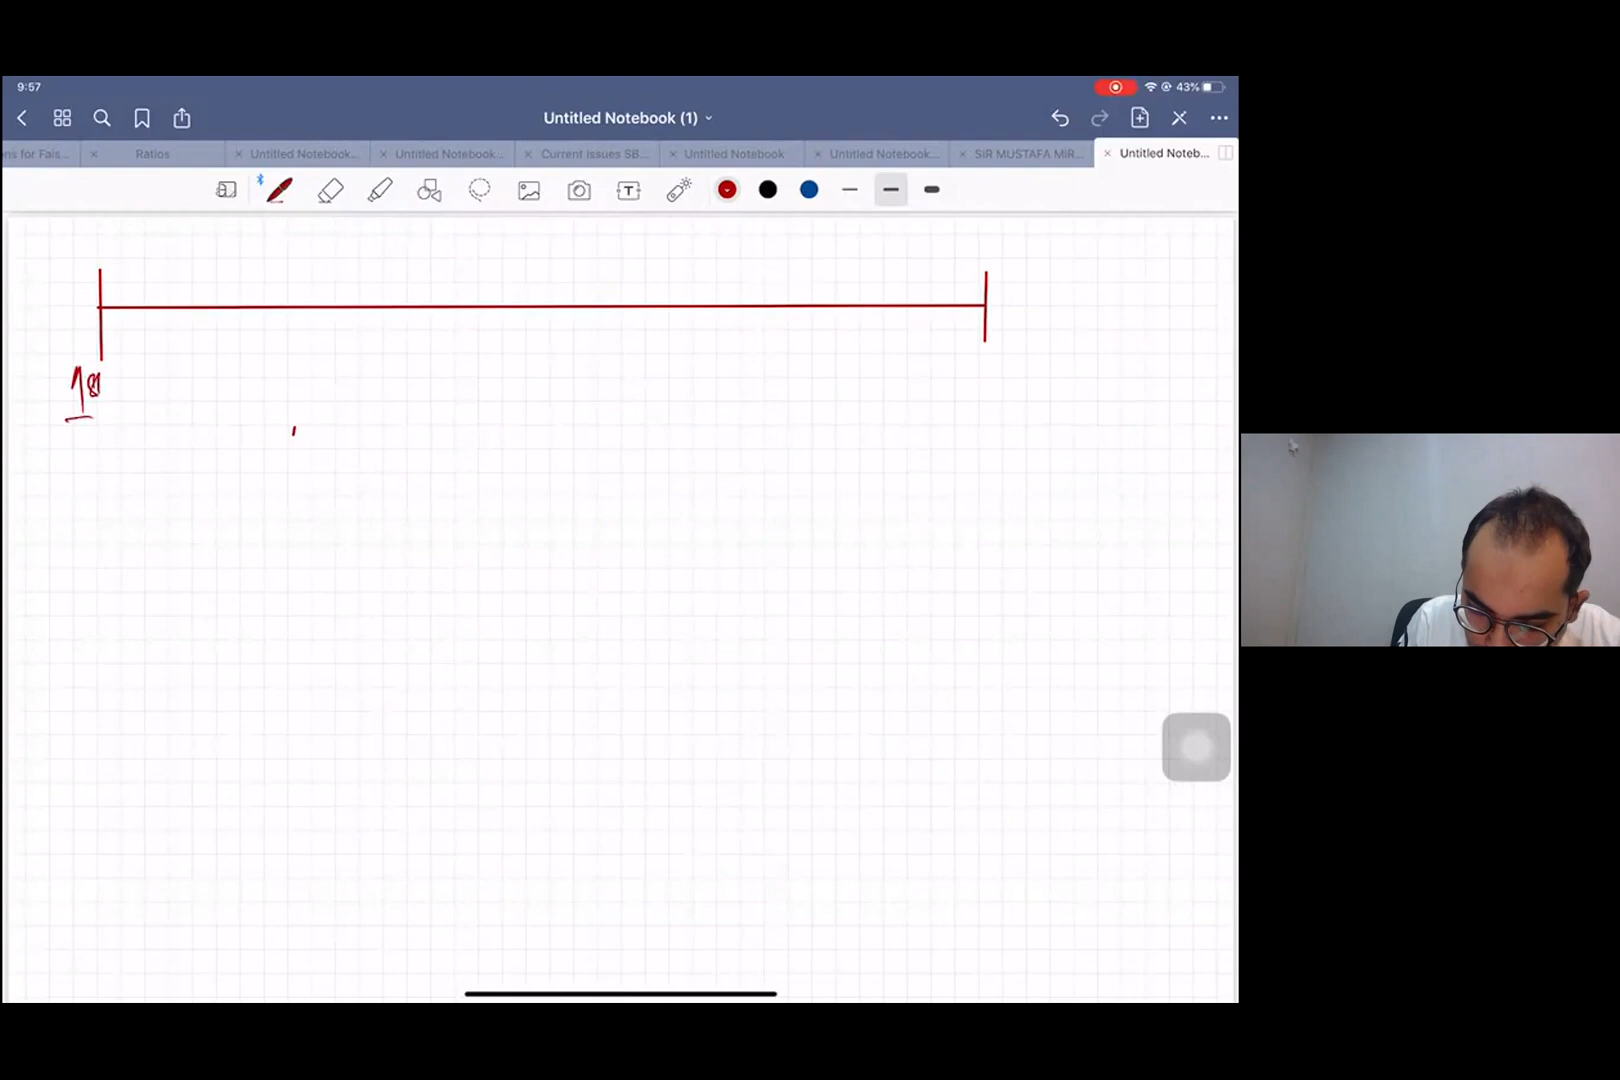 9:57
43%
Untitled Notebook (1)
ns for Fais...
Ratios
Untitled Notebook...
Untitled Notebook...
Current issues SB...
Untitled Notebook
Untitled Notebook...
SIR MUSTAFA MIR...
Untitled Noteb...
T